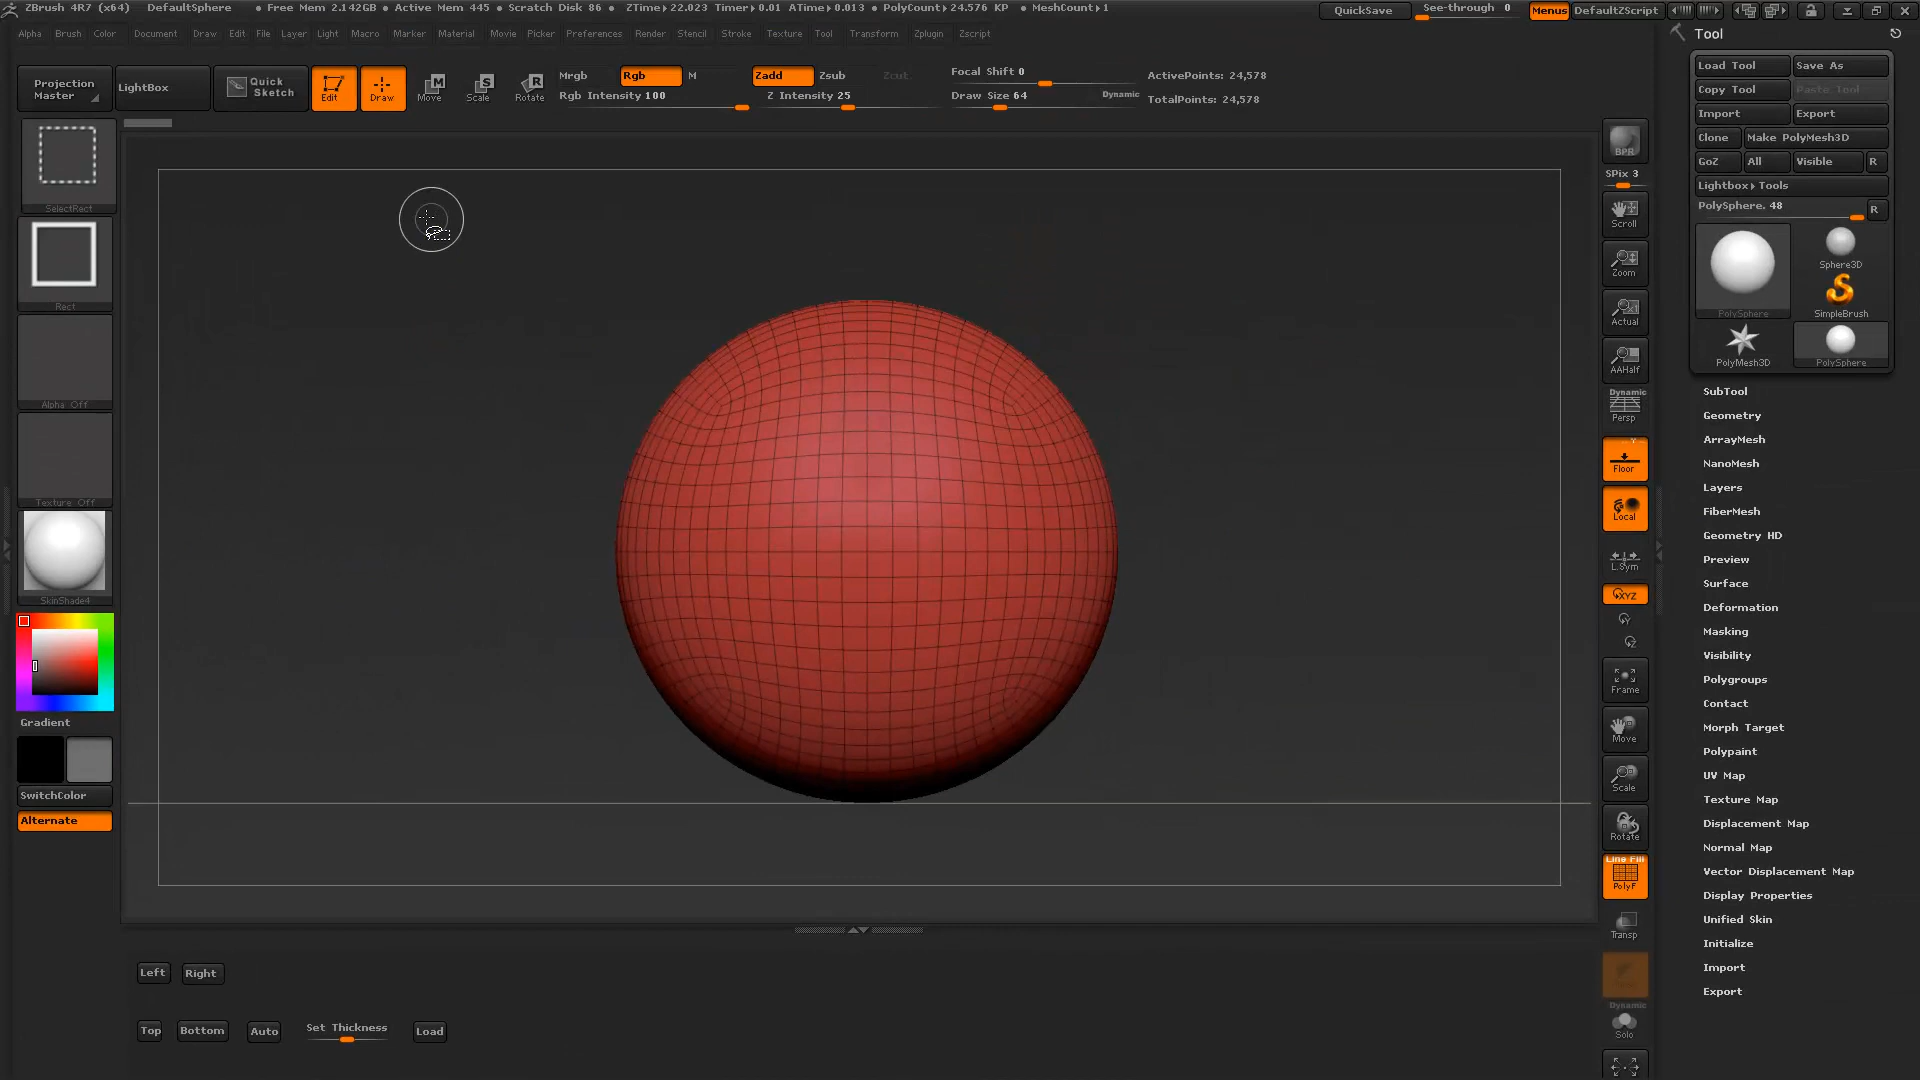 ZBrush 4R7 (x64) DefaultSphere • Free Mem 2.142GB • Active Mem 445 • Scratch Disk 86 • ZTime▸22.023 Timer▸0.01 ATime▸0.013 • PolyCount▸24.576 KP • MeshCount▸1 QuickSave See-through 0 Menus DefaultZScript
Alpha Brush Color Document Draw Edit File Layer Light Macro Marker Material Movie Picker Preferences Render Stencil Stroke Texture Tool Transform Zplugin Zscript
Projection Master
LightBox
Quick Sketch
Edit
Draw
Move
Scale
Rotate
Mrgb Rgb M
Rgb Intensity 100
Zadd Zsub Zcut
Z Intensity 25
Focal Shift 0
Draw Size 64 Dynamic
ActivePoints: 24,578
TotalPoints: 24,578
SelectRect
Rect
Alpha Off
Texture Off
SkinShade4
Gradient
SwitchColor
Alternate
Left Right
Top Bottom Auto Set Thickness Load
BPR
SPix 3
Scroll
Zoom
Actual
AAHalf
Dynamic
Persp
Floor
Local
L.Sym
XYZ
Y
Z
Frame
Move
Scale
Rotate
Line Fill
PolyF
Transp
Dynamic
Solo
Tool
Load Tool Save As
Copy Tool Paste Tool
Import Export
Clone Make PolyMesh3D
GoZ All Visible R
Lightbox▸Tools
PolySphere. 48 R
PolySphere
Sphere3D
SimpleBrush
PolyMesh3D
PolySphere
SubTool
Geometry
ArrayMesh
NanoMesh
Layers
FiberMesh
Geometry HD
Preview
Surface
Deformation
Masking
Visibility
Polygroups
Contact
Morph Target
Polypaint
UV Map
Texture Map
Displacement Map
Normal Map
Vector Displacement Map
Display Properties
Unified Skin
Initialize
Import
Export